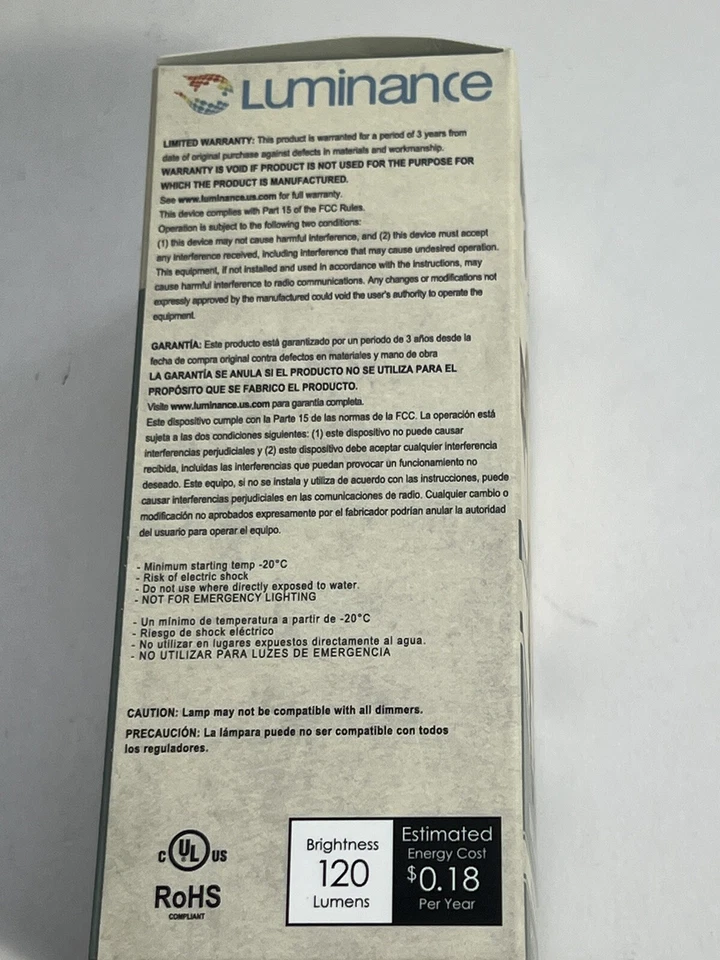 Luminance
LIMITED WARRANTY: This product is warranted for a period of 3 years from
date of original purchase against defects in materials and workmanship.
WARRANTY IS VOID IF PRODUCT IS NOT USED FOR THE PURPOSE FOR
WHICH THE PRODUCT IS MANUFACTURED.
See www.luminance.us.com for full warranty.
This device complies with Part 15 of the FCC Rules.
Operation is subject to the following two conditions:
(1) this device may not cause harmful interference, and (2) this device must accept
any interference received, including interference that may cause undesired operation.
This equipment, if not installed and used in accordance with the instructions, may
cause harmful interference to radio communications. Any changes or modifications not
expressly approved by the manufactured could void the user's authority to operate the
equipment.
GARANTÍA: Este producto está garantizado por un periodo de 3 años desde la
fecha de compra original contra defectos en materiales y mano de obra
LA GARANTÍA SE ANULA SI EL PRODUCTO NO SE UTILIZA PARA EL
PROPÓSITO QUE SE FABRICO EL PRODUCTO.
Visite www.luminance.us.com para garantia completa.
Este dispositivo cumple con la Parte 15 de las normas de la FCC. La operación está
sujeta a las dos condiciones siguientes: (1) este dispositivo no puede causar
interferencias perjudiciales y (2) este dispositivo debe aceptar cualquier interferencia
recibida, incluidas las interferencias que puedan provocar un funcionamiento no
deseado. Este equipo, si no se instala y utiliza de acuerdo con las instrucciones, puede
causar interferencias perjudiciales en las comunicaciones de radio. Cualquier cambio o
modificación no aprobados expresamente por el fabricador podrían anular la autoridad
del usuario para operar el equipo.
- Minimum starting temp -20°C
- Risk of electric shock
- Do not use where directly exposed to water.
- NOT FOR EMERGENCY LIGHTING
- Un mínimo de temperatura a partir de -20°C
- Riesgo de shock eléctrico
- No utilizar en lugares expuestos directamente al agua.
- NO UTILIZAR PARA LUZES DE EMERGENCIA
CAUTION: Lamp may not be compatible with all dimmers.
PRECAUCIÓN: La lámpara puede no ser compatible con todos
los reguladores.
c UL US
RoHS
COMPLIANT
Brightness
120
Lumens
Estimated
Energy Cost
$0.18
Per Year